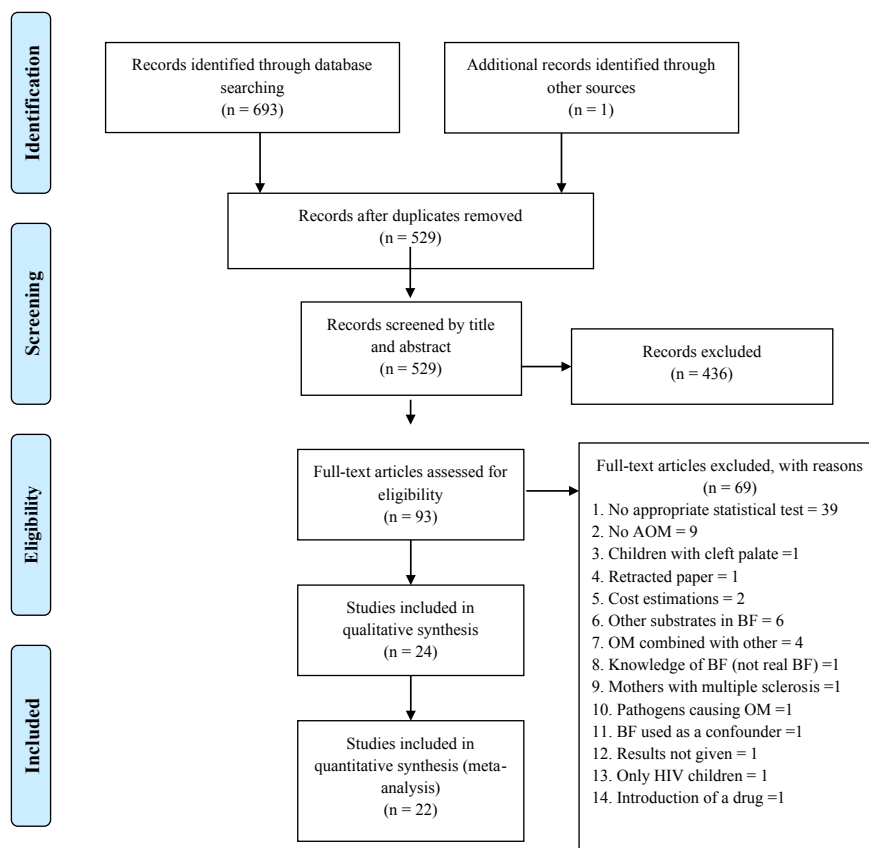 Identification
Records identified through database
searching
(n = 693)
Additional records identified through
other sources
(n = 1)
Records after duplicates removed
(n = 529)
Screening
Records screened by title
and abstract
(n = 529)
Records excluded
(n = 436)
Eligibility
Full-text articles assessed for
eligibility
(n = 93)
Full-text articles excluded, with reasons
(n = 69)
1. No appropriate statistical test = 39
2. No AOM = 9
3. Children with cleft palate =1
4. Retracted paper = 1
5. Cost estimations = 2
6. Other substrates in BF = 6
7. OM combined with other = 4
8. Knowledge of BF (not real BF) =1
9. Mothers with multiple sclerosis =1
10. Pathogens causing OM =1
11. BF used as a confounder =1
12. Results not given = 1
13. Only HIV children = 1
14. Introduction of a drug =1
Studies included in
qualitative synthesis
(n = 24)
Included
Studies included in
quantitative synthesis (meta-
analysis)
(n = 22)